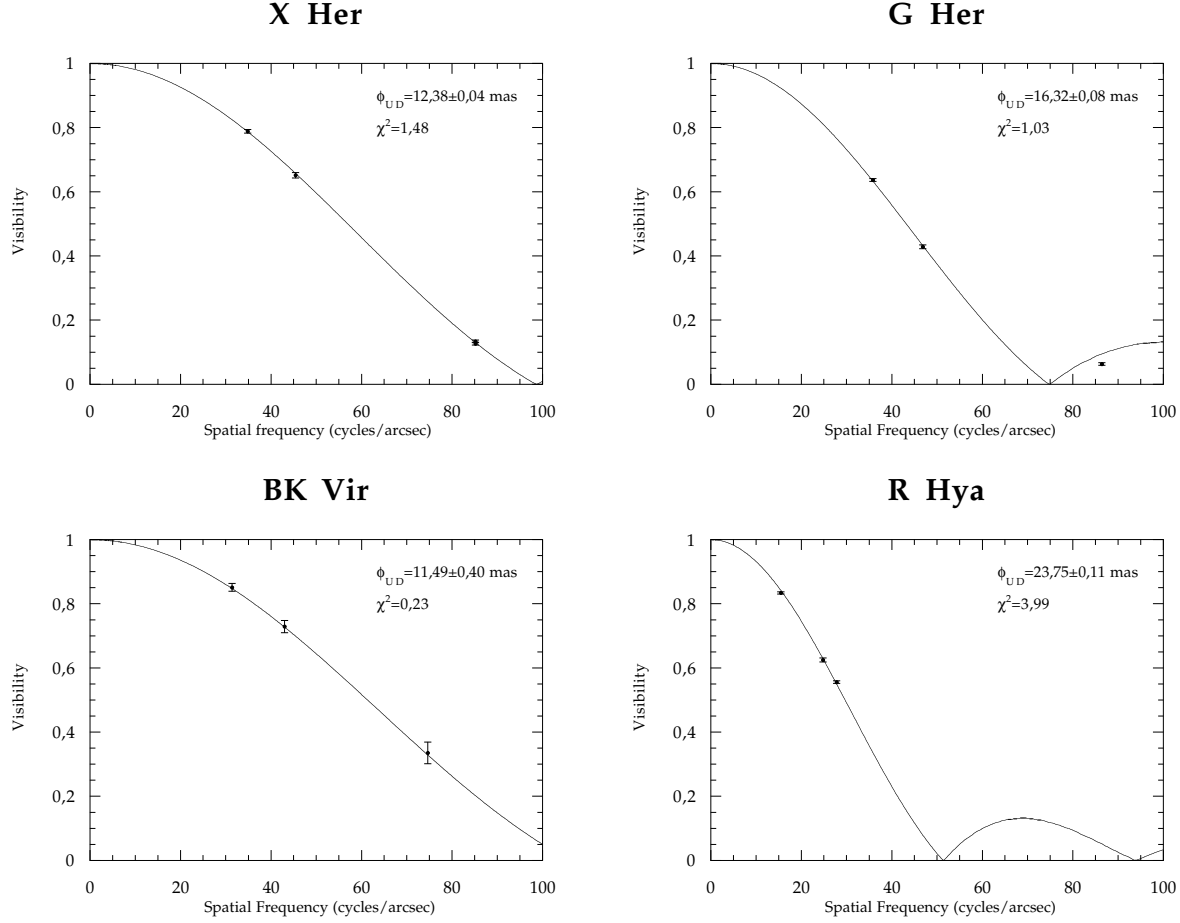 X Her
ϕUD=12,38±0,04 mas
χ²=1,48
1
0,8
0,6
0,4
0,2
0
Visibility
0 20 40 60 80 100
Spatial frequency (cycles/arcsec)
G Her
ϕUD=16,32±0,08 mas
χ²=1,03
1
0,8
0,6
0,4
0,2
0
Visibility
0 20 40 60 80 100
Spatial Frequency (cycles/arcsec)
BK Vir
ϕUD=11,49±0,40 mas
χ²=0,23
1
0,8
0,6
0,4
0,2
0
Visibility
0 20 40 60 80 100
Spatial Frequency (cycles/arcsec)
R Hya
ϕUD=23,75±0,11 mas
χ²=3,99
1
0,8
0,6
0,4
0,2
0
Visibility
0 20 40 60 80 100
Spatial Frequency (cycles/arcsec)